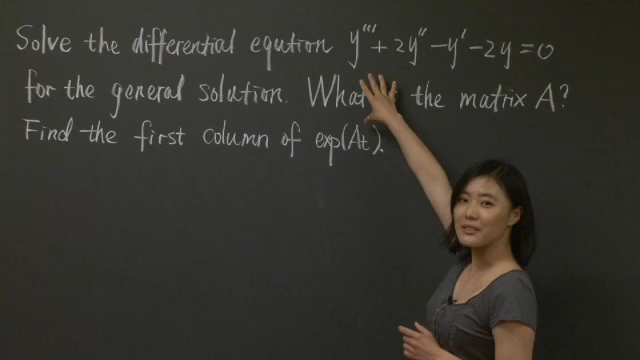 Solve the differential eqution y''' + 2y'' - y' - 2y = 0
for the general solution. What the matrix A?
Find the first column of exp(At).